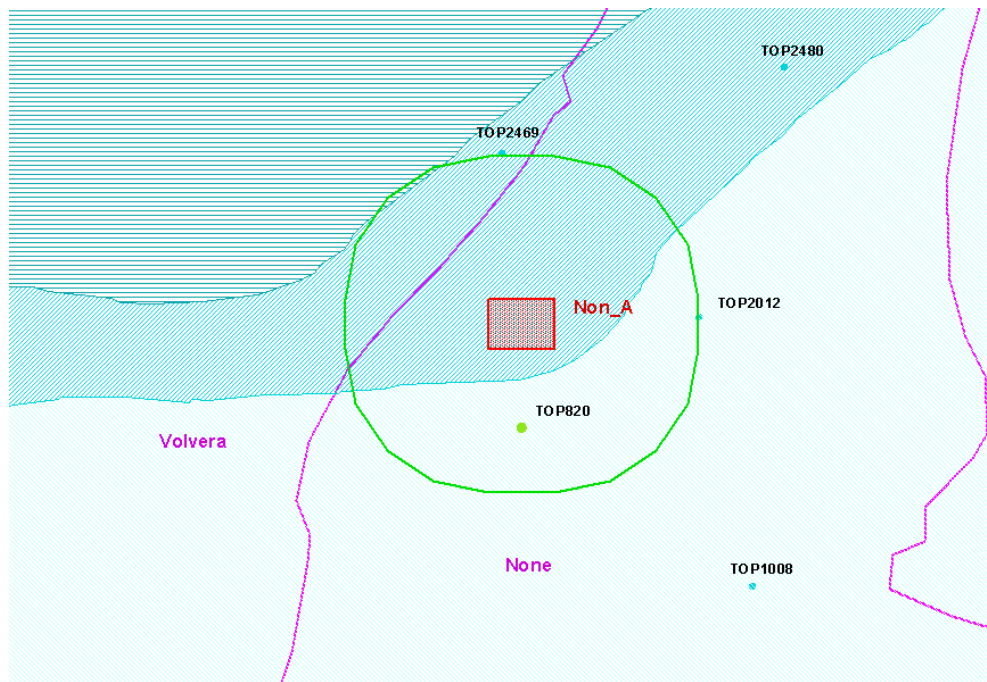 TOP2480
TOP2469
Non_A
TOP2012
TOP820
Volvera
None
TOP1008